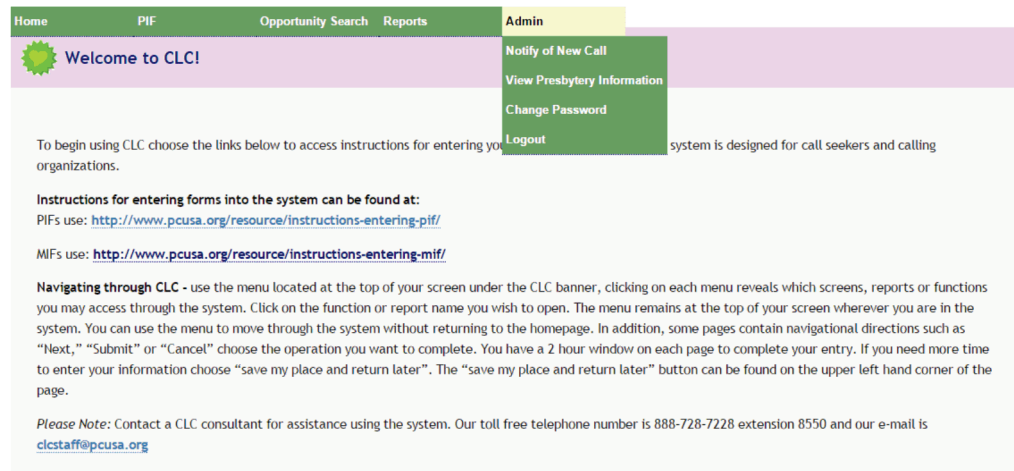 Home PIF Opportunity Search Reports Admin
Notify of New Call
View Presbytery Information
Change Password
Logout
Welcome to CLC!
To begin using CLC choose the links below to access instructions for entering you system is designed for call seekers and calling
organizations.
Instructions for entering forms into the system can be found at:
PIFs use: http://www.pcusa.org/resource/instructions-entering-pif/
MIFs use: http://www.pcusa.org/resource/instructions-entering-mif/
Navigating through CLC - use the menu located at the top of your screen under the CLC banner, clicking on each menu reveals which screens, reports or functions
you may access through the system. Click on the function or report name you wish to open. The menu remains at the top of your screen wherever you are in the
system. You can use the menu to move through the system without returning to the homepage. In addition, some pages contain navigational directions such as
“Next,” “Submit” or “Cancel” choose the operation you want to complete. You have a 2 hour window on each page to complete your entry. If you need more time
to enter your information choose “save my place and return later”. The “save my place and return later” button can be found on the upper left hand corner of the
page.
Please Note: Contact a CLC consultant for assistance using the system. Our toll free telephone number is 888-728-7228 extension 8550 and our e-mail is
clcstaff@pcusa.org